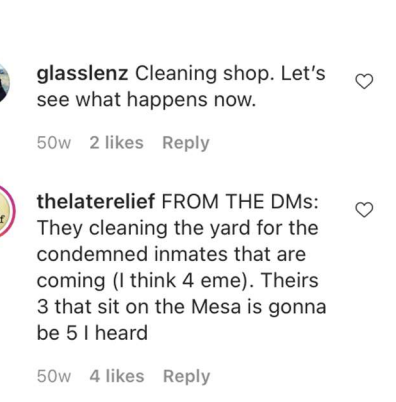 glasslenz Cleaning shop. Let's
see what happens now.
50w 2 likes Reply
thelaterelief FROM THE DMs:
They cleaning the yard for the
condemned inmates that are
coming (I think 4 eme). Theirs
3 that sit on the Mesa is gonna
be 5 I heard
50w 4 likes Reply